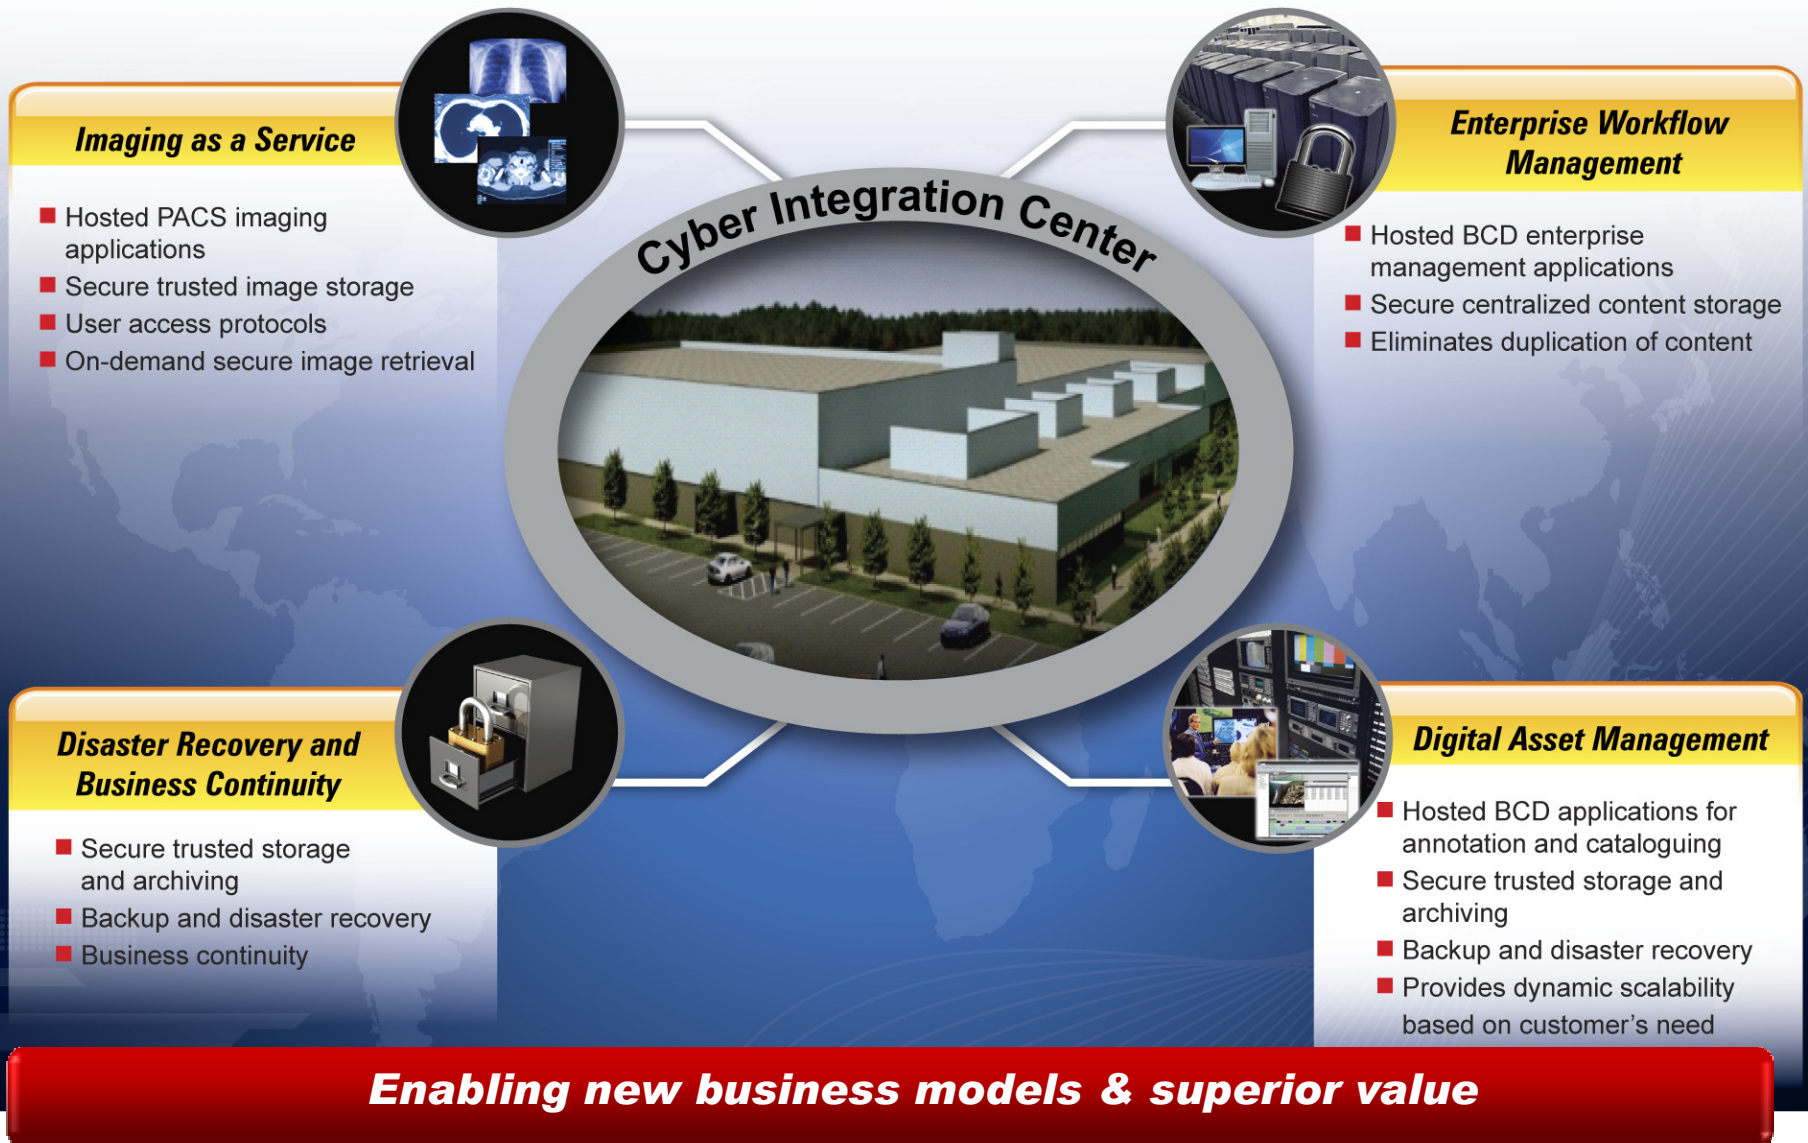 Cyber Integration Center
Imaging as a Service
Hosted PACS imaging
applications
Secure trusted image storage
User access protocols
On-demand secure image retrieval
Enterprise Workflow
Management
Hosted BCD enterprise
management applications
Secure centralized content storage
Eliminates duplication of content
Disaster Recovery and
Business Continuity
Secure trusted storage
and archiving
Backup and disaster recovery
Business continuity
Digital Asset Management
Hosted BCD applications for
annotation and cataloguing
Secure trusted storage and
archiving
Backup and disaster recovery
Provides dynamic scalability
based on customer’s need
Enabling new business models & superior value